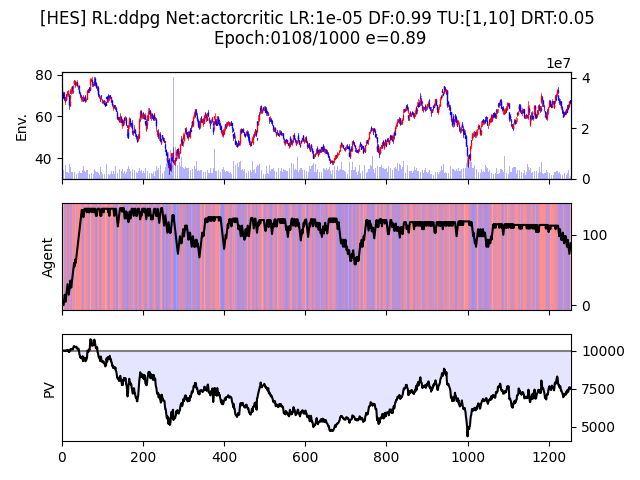 [HES] RL:ddpg Net:actorcritic LR:1e-05 DF:0.99 TU:[1,10] DRT:0.05
Epoch:0108/1000 e=0.89
1e7
80
60
40
Env.
4
2
0
Agent
100
0
PV
10000
7500
5000
0 200 400 600 800 1000 1200